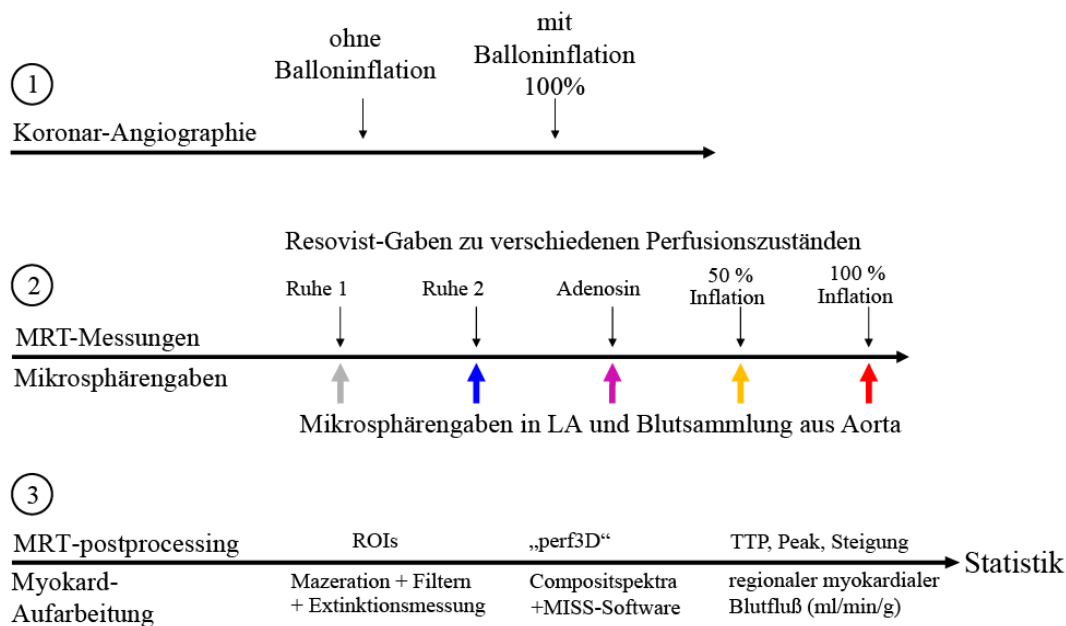 ohne
Balloninflation
mit
Balloninflation
100%
1
Koronar-Angiographie
Resovist-Gaben zu verschiedenen Perfusionszuständen
2
Ruhe 1
Ruhe 2
Adenosin
50 %
Inflation
100 %
Inflation
MRT-Messungen
Mikrosphärengaben
Mikrosphärengaben in LA und Blutsammlung aus Aorta
3
MRT-postprocessing
ROIs
„perf3D“
TTP, Peak, Steigung
Statistik
Myokard-
Aufarbeitung
Mazeration + Filtern
+ Extinktionsmessung
Compositspektra
+MISS-Software
regionaler myokardialer
Blutfluß (ml/min/g)